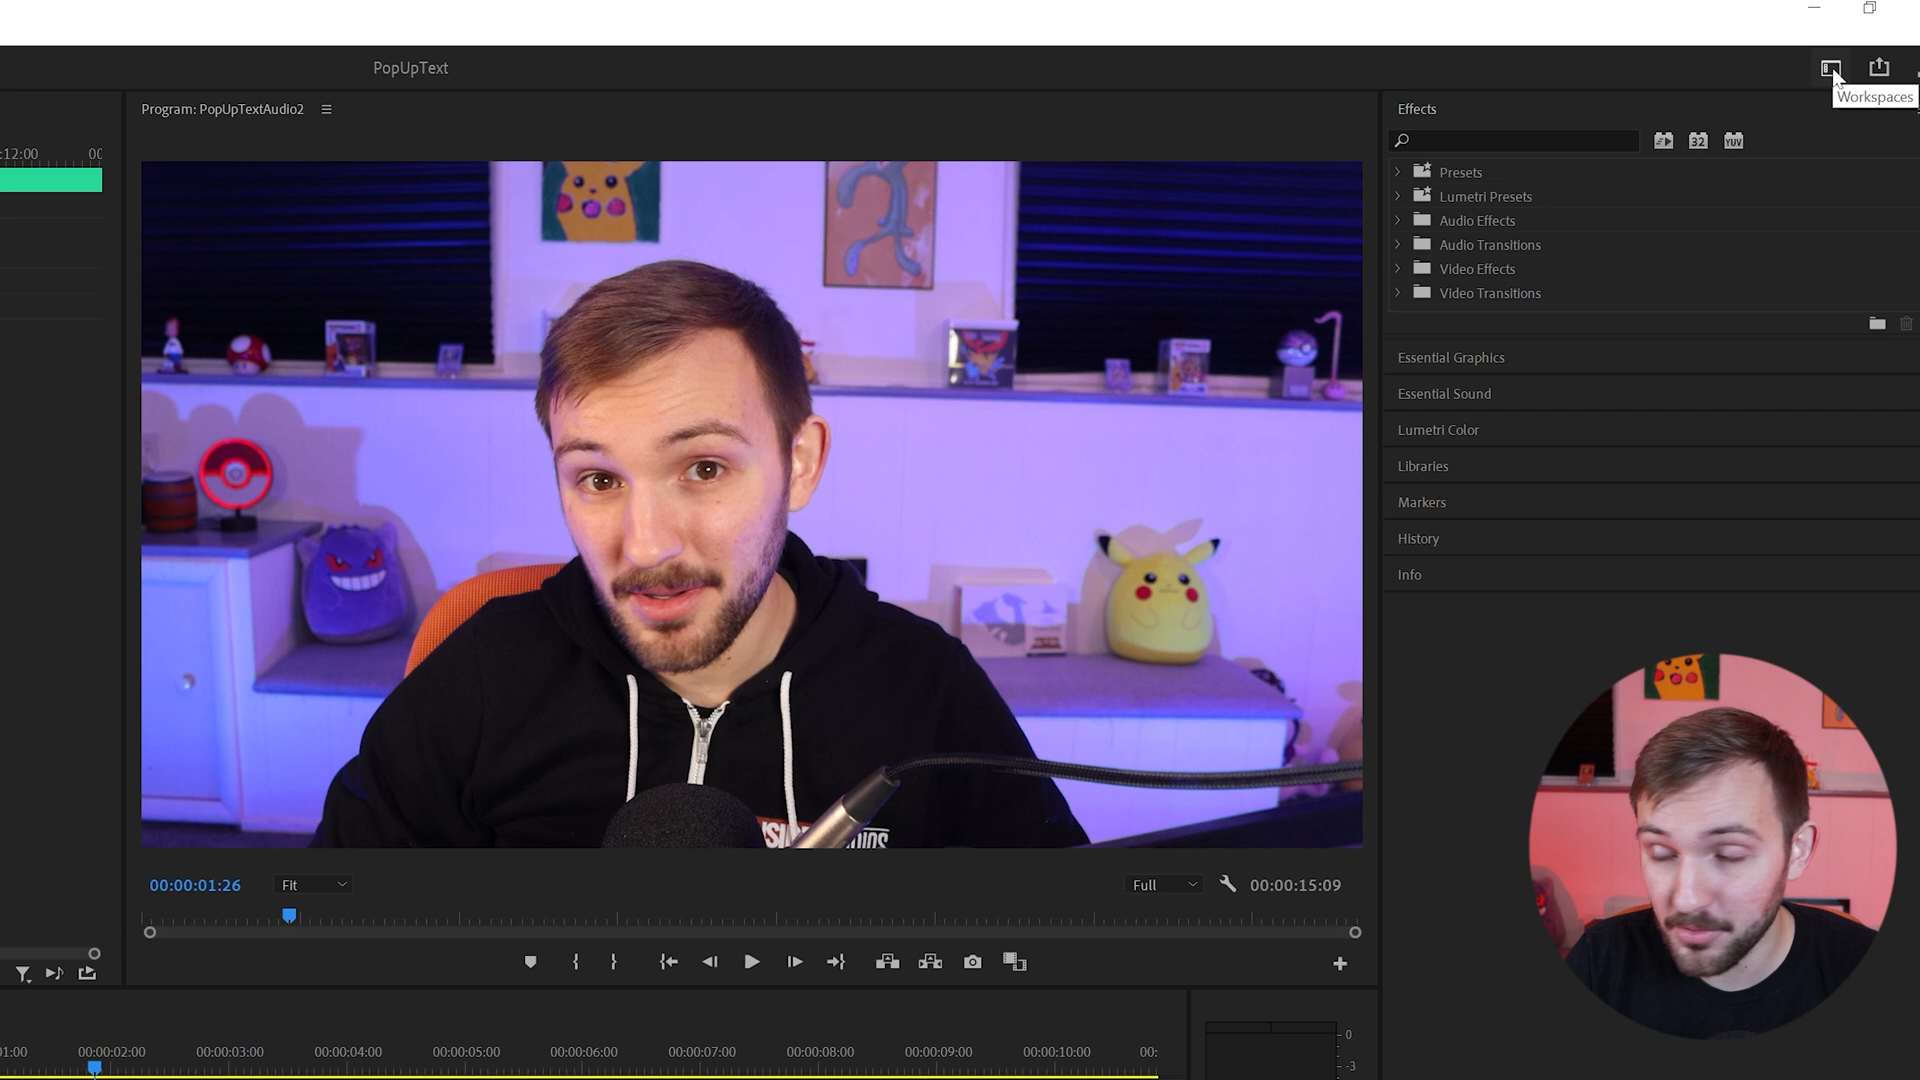 PopUpText
Workspaces
Program: PopUpTextAudio2
Effects
:12:00
32
YUV
Presets
Lumetri Presets
Audio Effects
Audio Transitions
Video Effects
Video Transitions
Essential Graphics
Essential Sound
Lumetri Color
Libraries
Markers
History
Info
00:00:01:26
Fit
Full
00:00:15:09
00:00:02:00
00:00:03:00
00:00:04:00
00:00:05:00
00:00:06:00
00:00:07:00
00:00:08:00
00:00:09:00
00:00:10:00
00:
0
-3